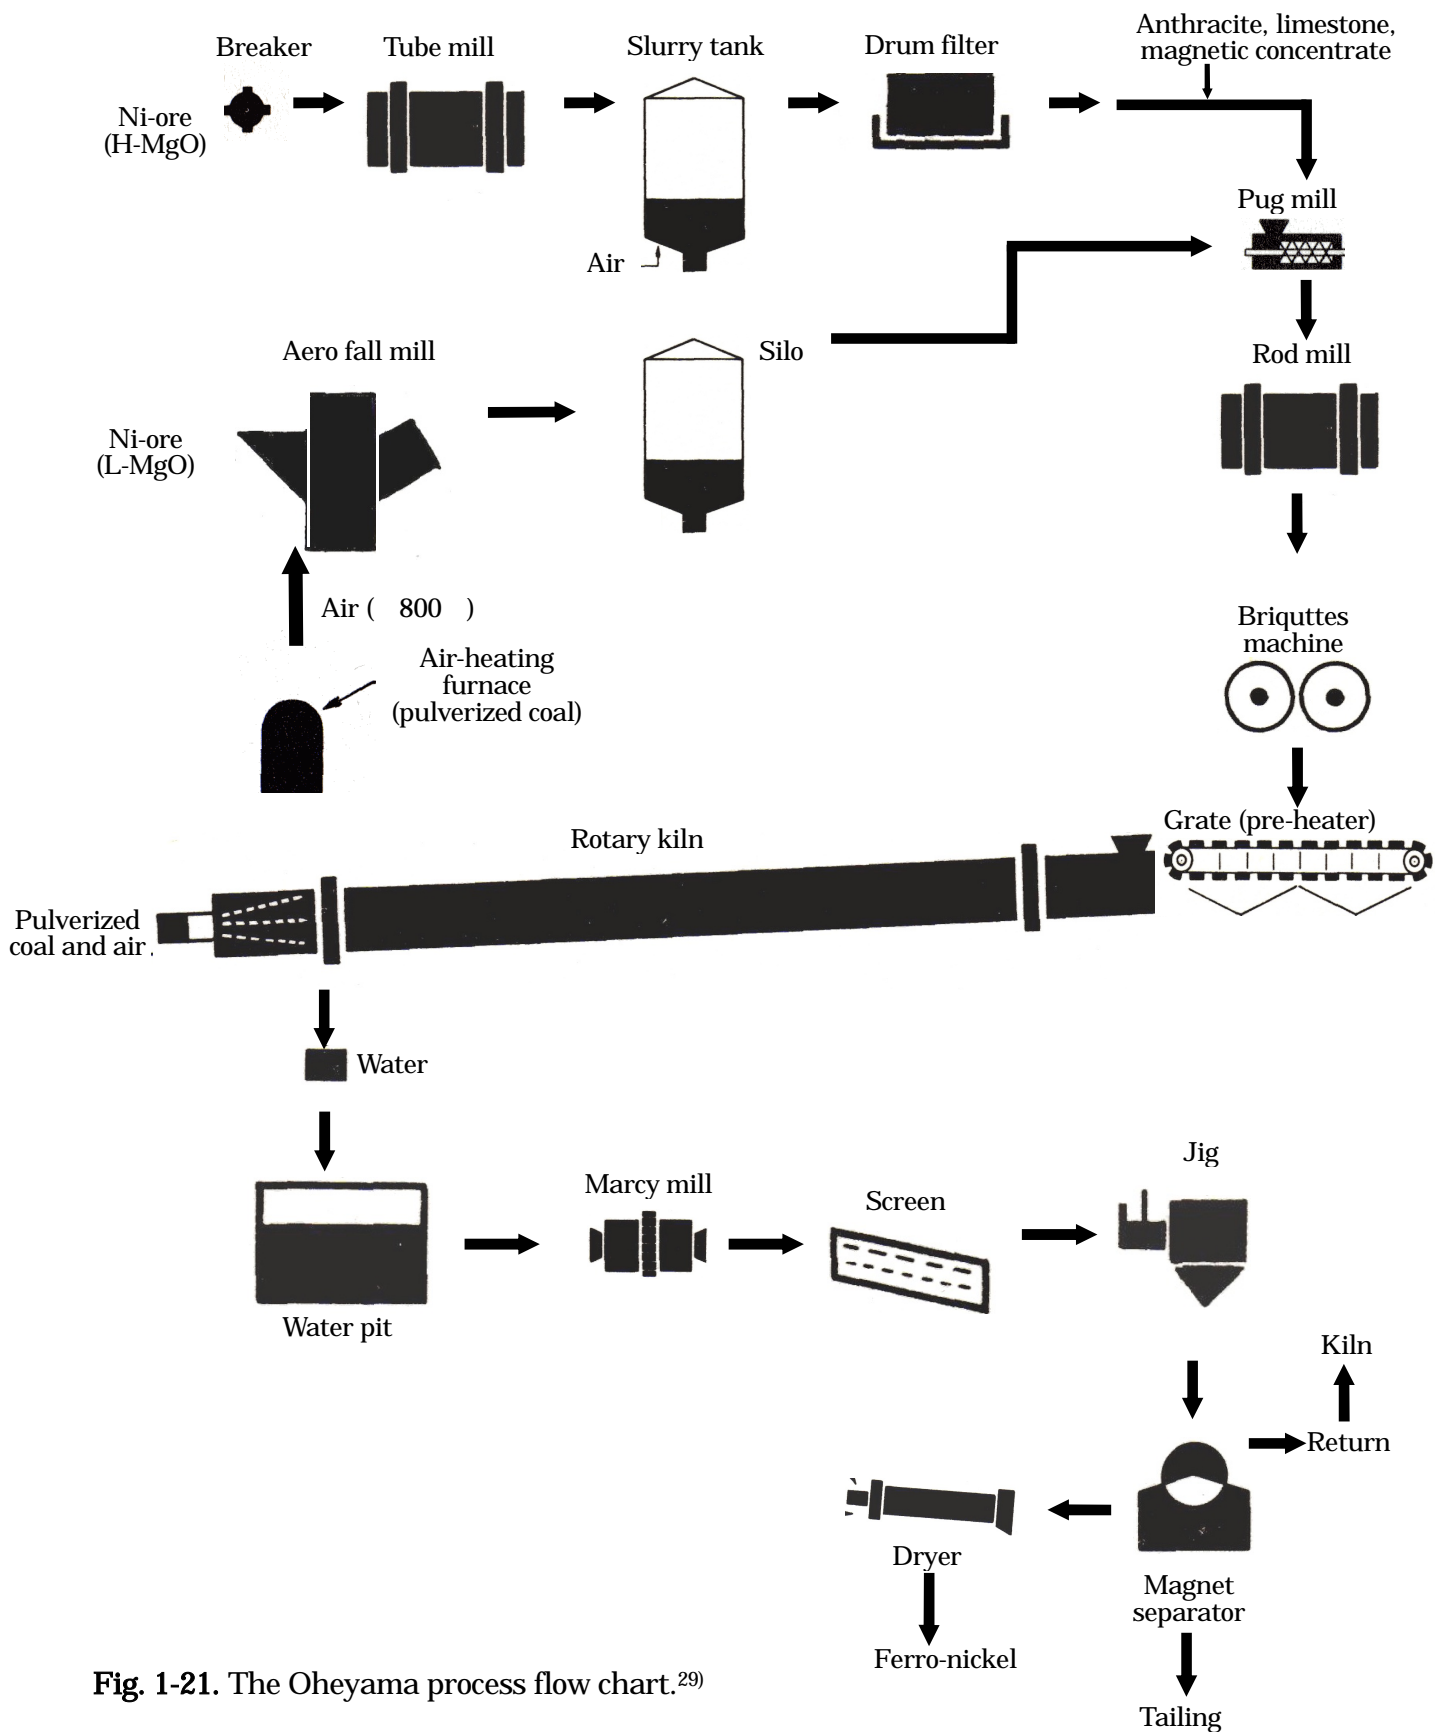 Breaker
Tube mill
Slurry tank
Drum filter
Anthracite, limestone,
magnetic concentrate
Ni-ore
(H-MgO)
Pug mill
Air
Aero fall mill
Silo
Rod mill
Ni-ore
(L-MgO)
Air ( 800 )
Briquttes
machine
Air-heating
furnace
(pulverized coal)
Grate (pre-heater)
Rotary kiln
Pulverized
coal and air
Water
Jig
Marcy mill
Screen
Water pit
Kiln
Return
Dryer
Magnet
separator
Ferro-nickel
Fig. 1-21. The Oheyama process flow chart.29)
Tailing